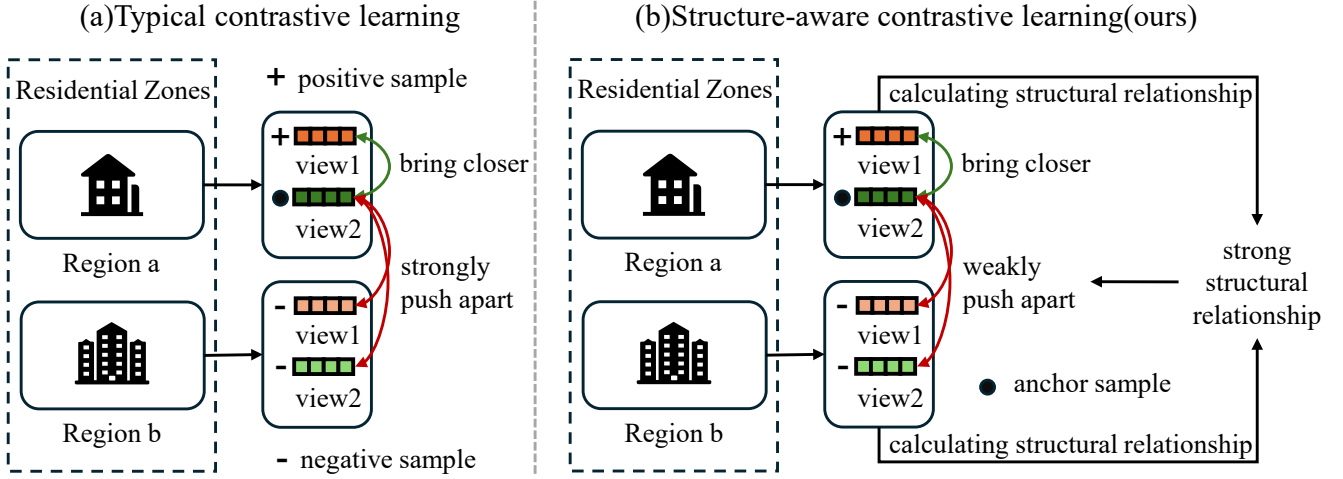 (a)Typical contrastive learning
Residential Zones
+ positive sample
+
view1
bring closer
view2
Region a
strongly
push apart
-
view1
-
view2
Region b
- negative sample
(b)Structure-aware contrastive learning(ours)
Residential Zones
calculating structural relationship
+
view1
bring closer
view2
Region a
weakly
push apart
strong
structural
relationship
-
view1
-
view2
anchor sample
Region b
calculating structural relationship